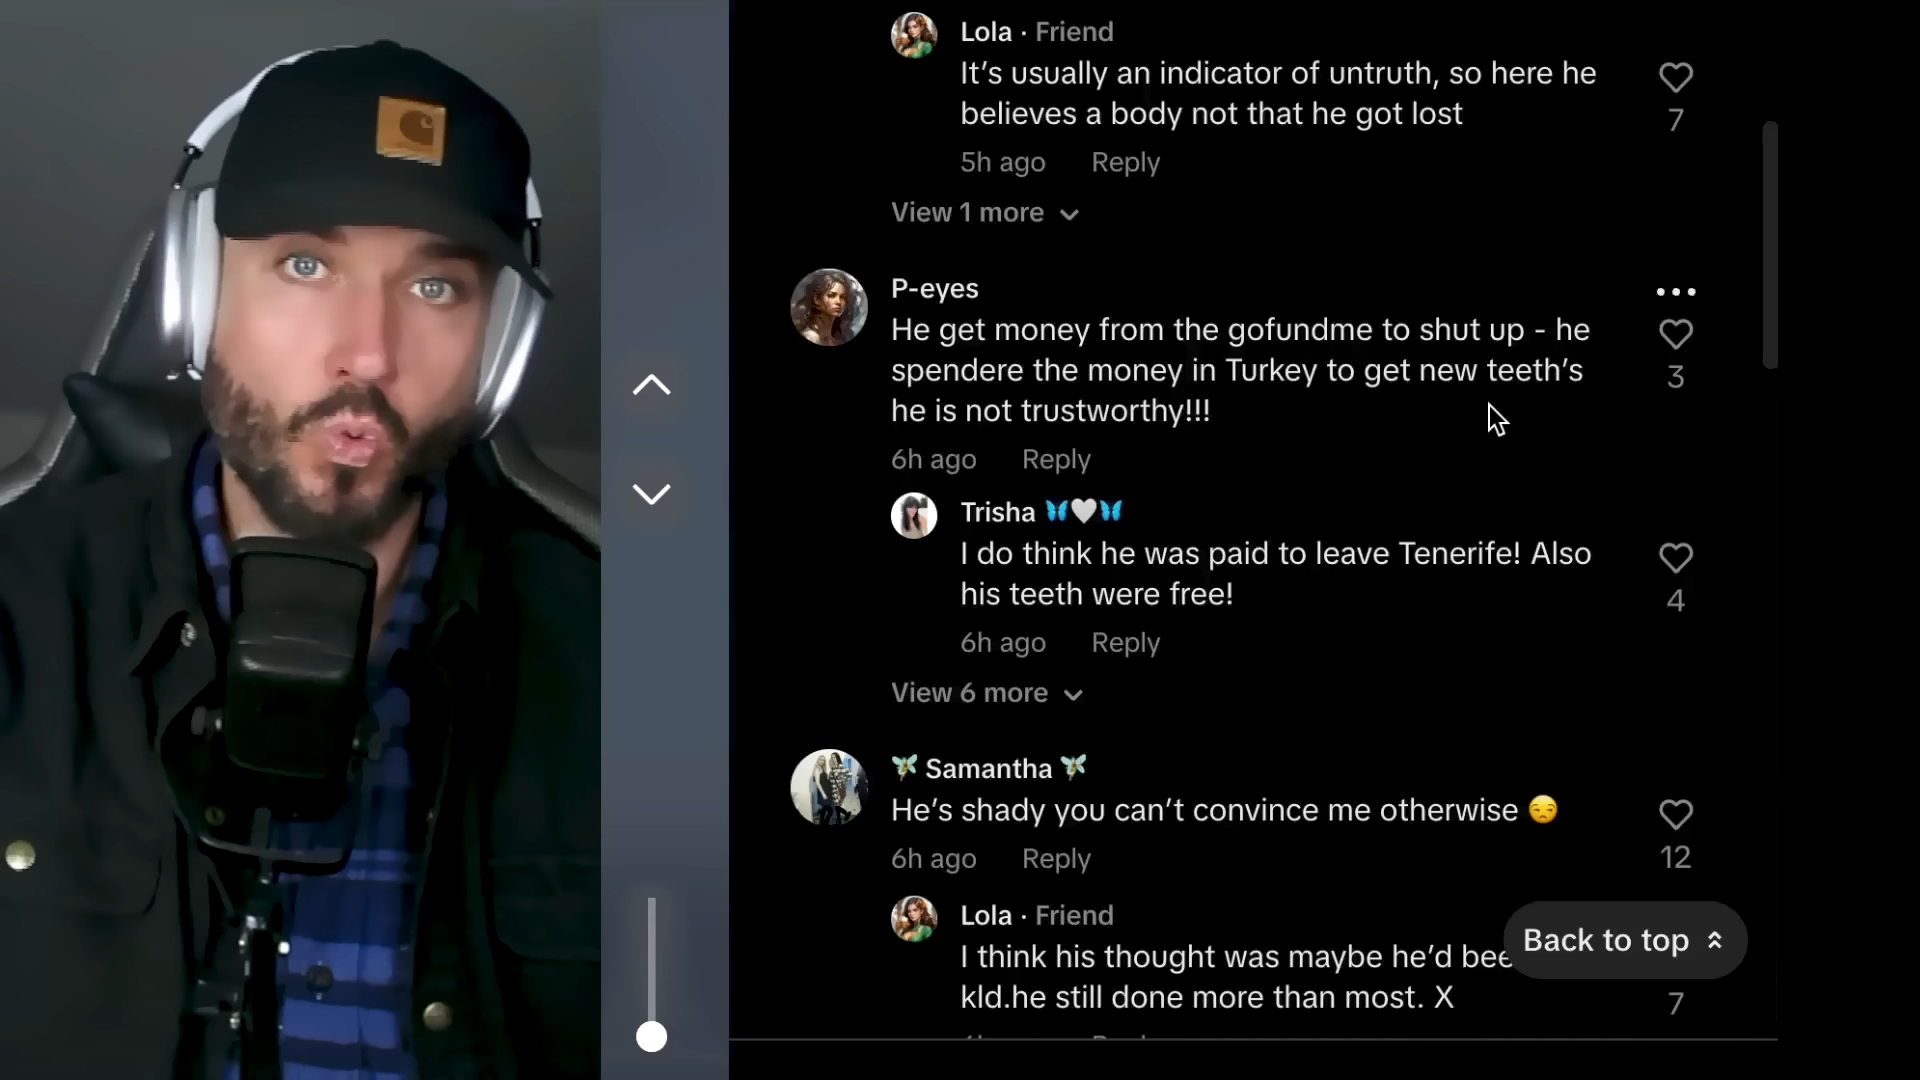 Lola · Friend
It's usually an indicator of untruth, so here he
believes a body not that he got lost
7
5h ago Reply
View 1 more
P-eyes
He get money from the gofundme to shut up - he
spendere the money in Turkey to get new teeth's
he is not trustworthy!!!
3
6h ago Reply
Trisha 🦋🤍🦋
I do think he was paid to leave Tenerife! Also
his teeth were free!
4
6h ago Reply
View 6 more
🧚 Samantha 🧚
He's shady you can't convince me otherwise 😒
6h ago Reply
12
Lola · Friend
I think his thought was maybe he'd bee
kld.he still done more than most. X
7
Back to top